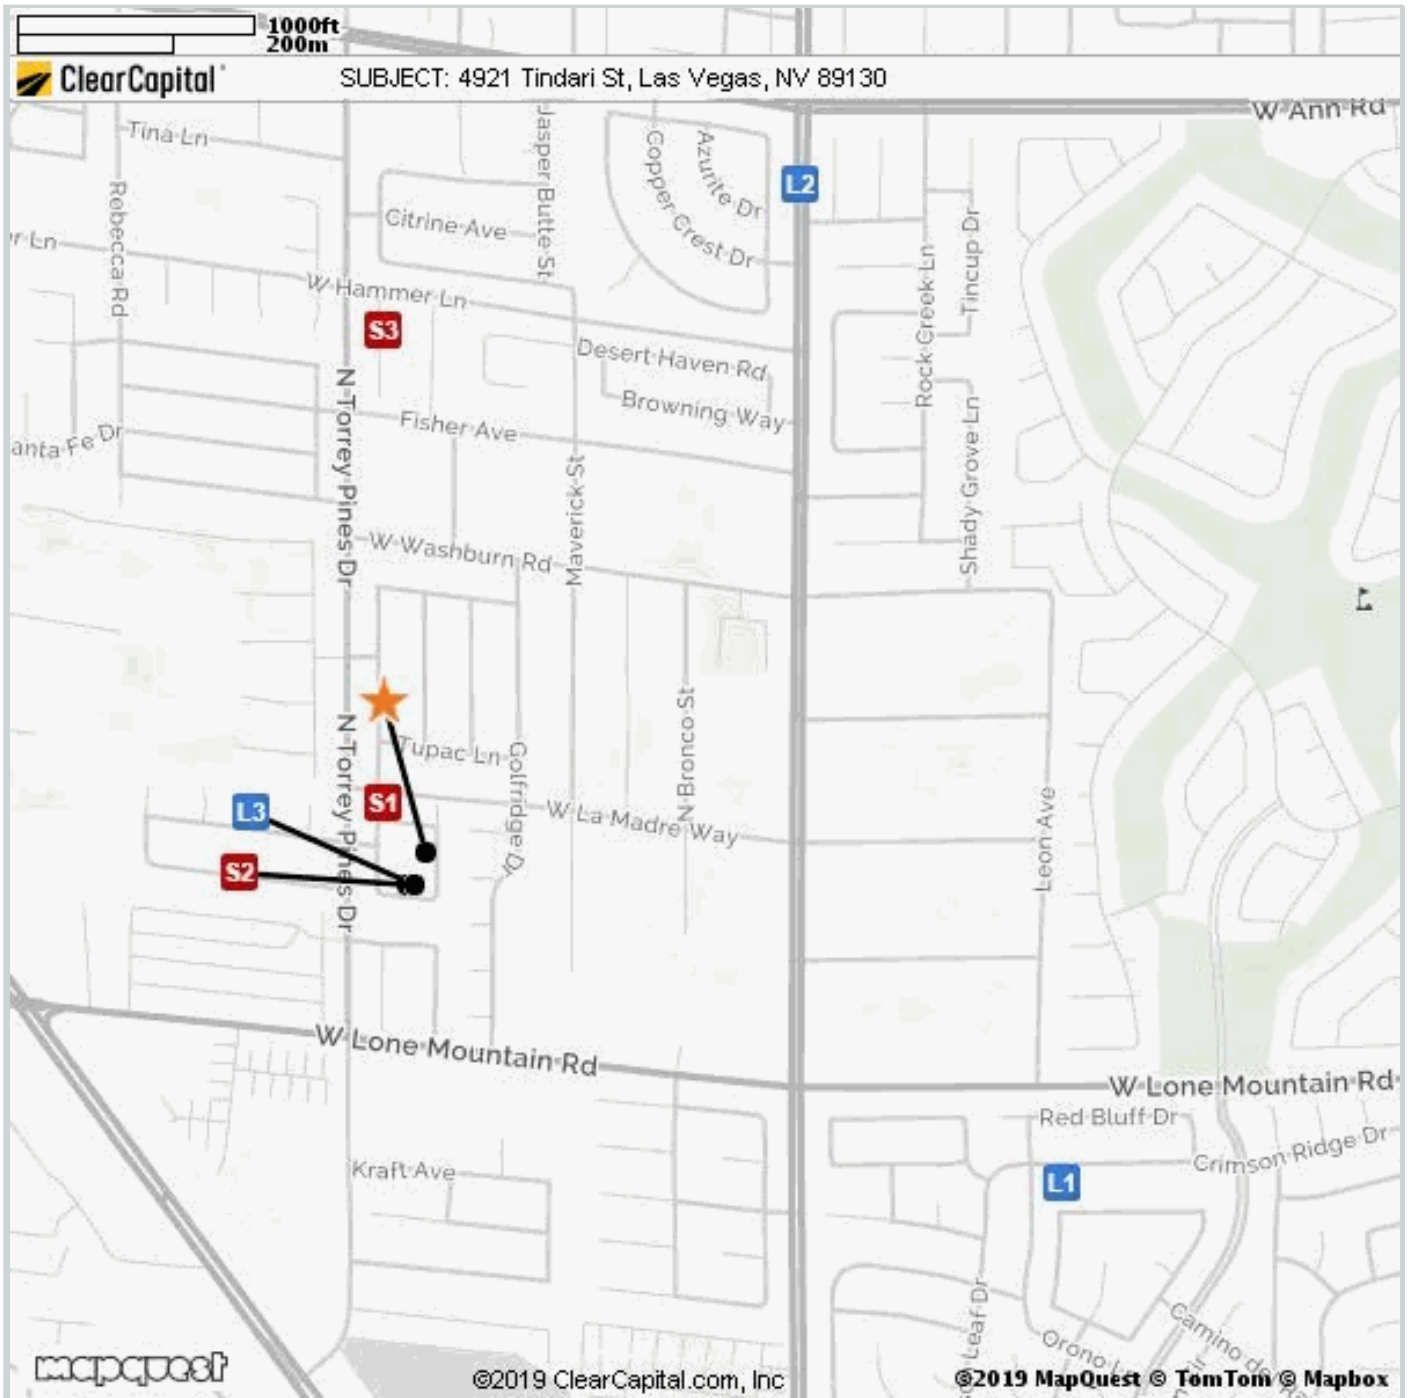 1000ft
200m
ClearCapital
SUBJECT: 4921 Tindari St, Las Vegas, NV 89130
W Ann Rd
Tina Ln
Jasper Butte St
Copper Crest Dr
Azurite Dr
L2
Rebecca Rd
Citrine Ave
Tincup Dr
r Ln
W Hammer Ln
Rock Creek Ln
S3
Desert Haven Rd
Browning Way
N Torrey Pines Dr
Fisher Ave
anta Fe Dr
Shady Grove Ln
Maverick St
W Washburn Rd
N Torrey Pines Dr
Tupac Ln
Golfridge Dr
N Bronco St
S1
L3
W La Madre Way
Leon Ave
S2
W Lone Mountain Rd
W Lone Mountain Rd
Red Bluff Dr
Crimson Ridge Dr
Kraft Ave
L1
Leaf Dr
Camino de
Orono L
mapquest
©2019 ClearCapital.com, Inc
©2019 MapQuest © TomTom © Mapbox